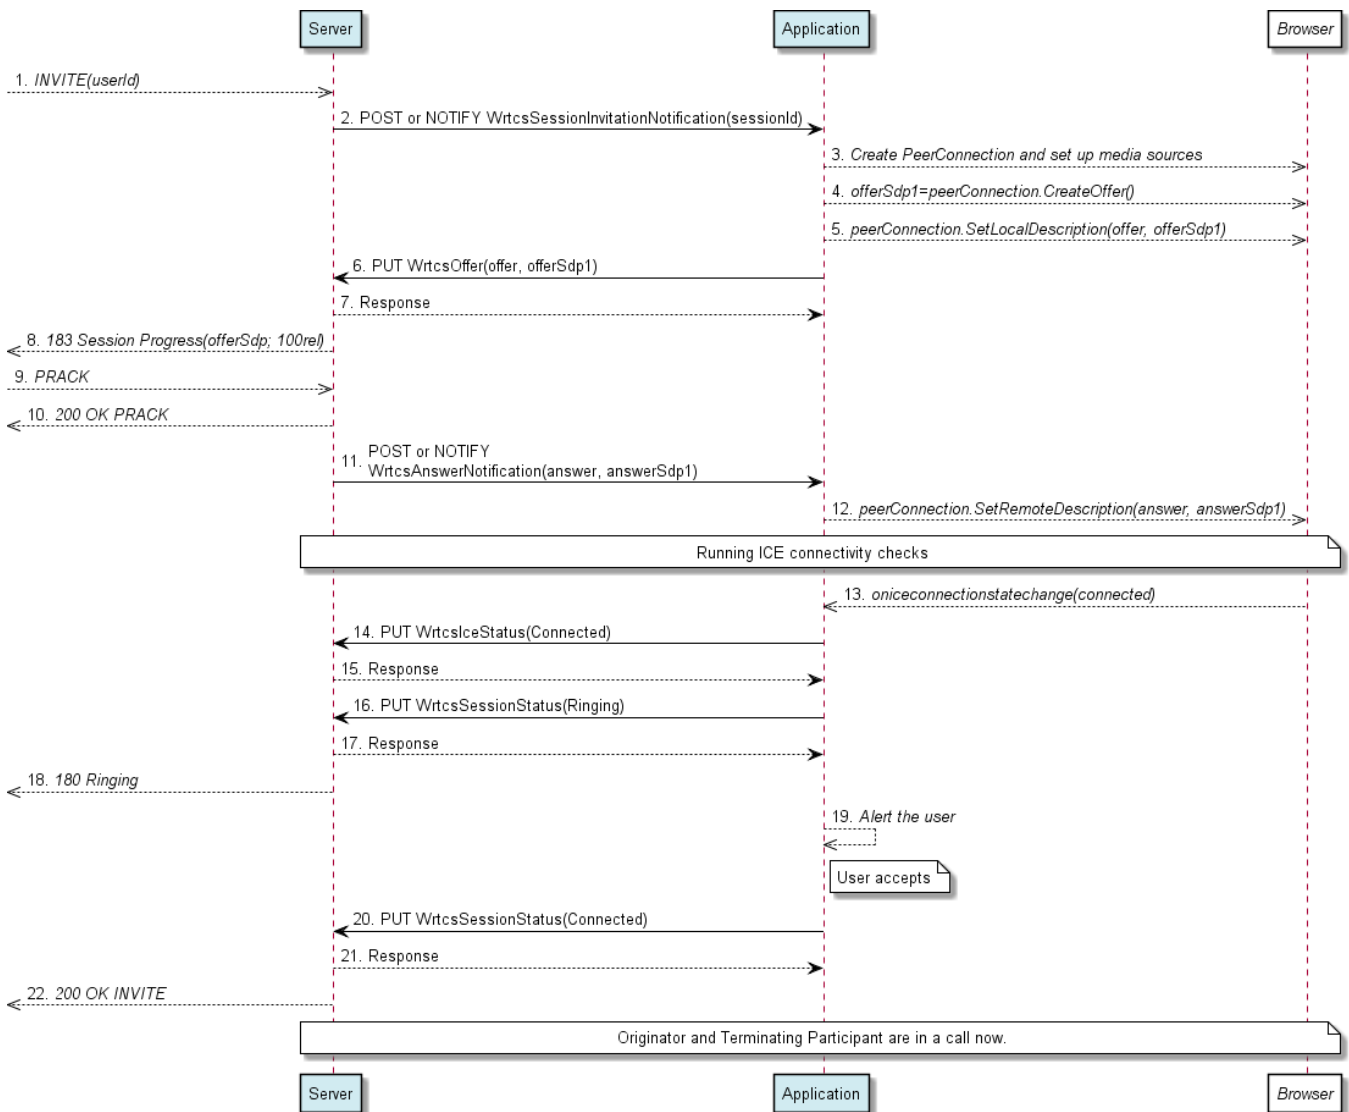 Server
Application
Browser
1. INVITE(userId)
2. POST or NOTIFY WrtcsSessionInvitationNotification(sessionId)
3. Create PeerConnection and set up media sources
4. offerSdp1=peerConnection.CreateOffer()
5. peerConnection.SetLocalDescription(offer, offerSdp1)
6. PUT WrtcsOffer(offer, offerSdp1)
7. Response
8. 183 Session Progress(offerSdp; 100rel)
9. PRACK
10. 200 OK PRACK
11. POST or NOTIFY
WrtcsAnswerNotification(answer, answerSdp1)
12. peerConnection.SetRemoteDescription(answer, answerSdp1)
Running ICE connectivity checks
13. oniceconnectionstatechange(connected)
14. PUT WrtcsIceStatus(Connected)
15. Response
16. PUT WrtcsSessionStatus(Ringing)
17. Response
18. 180 Ringing
19. Alert the user
User accepts
20. PUT WrtcsSessionStatus(Connected)
21. Response
22. 200 OK INVITE
Originator and Terminating Participant are in a call now.
Server
Application
Browser